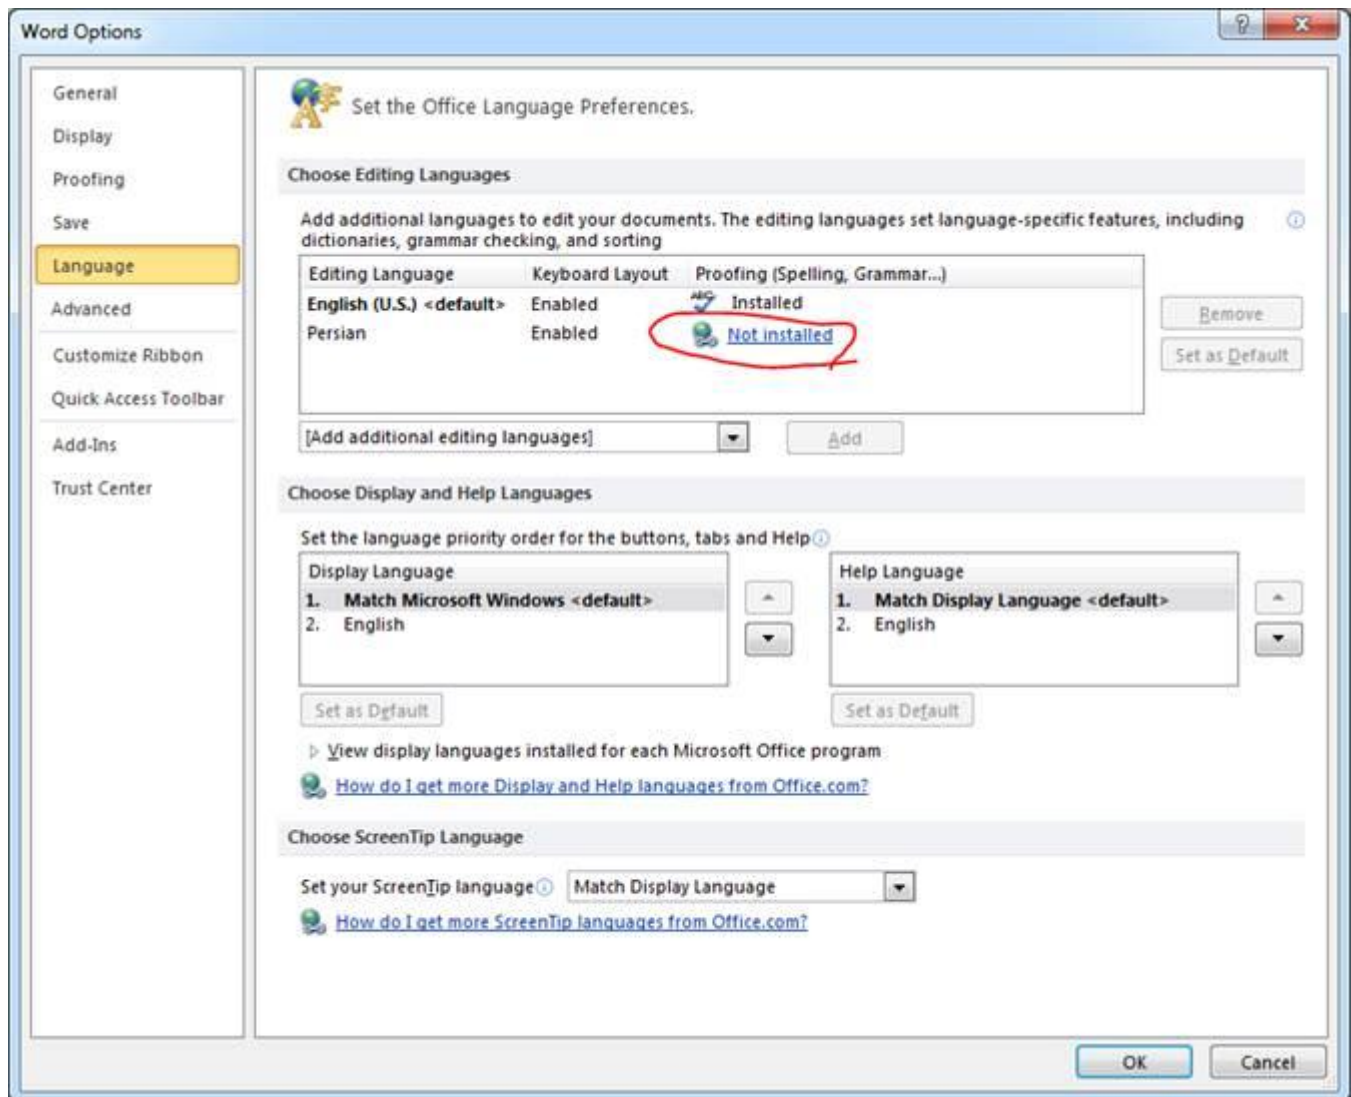 Word Options
General
Display
Proofing
Save
Language
Advanced
Customize Ribbon
Quick Access Toolbar
Add-Ins
Trust Center
Set the Office Language Preferences.
Choose Editing Languages
Add additional languages to edit your documents. The editing languages set language-specific features, including
dictionaries, grammar checking, and sorting
Editing Language Keyboard Layout Proofing (Spelling, Grammar...)
English (U.S.) <default> Enabled Installed
Persian Enabled Not installed
Remove
Set as Default
[Add additional editing languages] Add
Choose Display and Help Languages
Set the language priority order for the buttons, tabs and Help
Display Language
1. Match Microsoft Windows <default>
2. English
Set as Default
Help Language
1. Match Display Language <default>
2. English
Set as Default
View display languages installed for each Microsoft Office program
How do I get more Display and Help languages from Office.com?
Choose ScreenTip Language
Set your ScreenTip language Match Display Language
How do I get more ScreenTip languages from Office.com?
OK Cancel